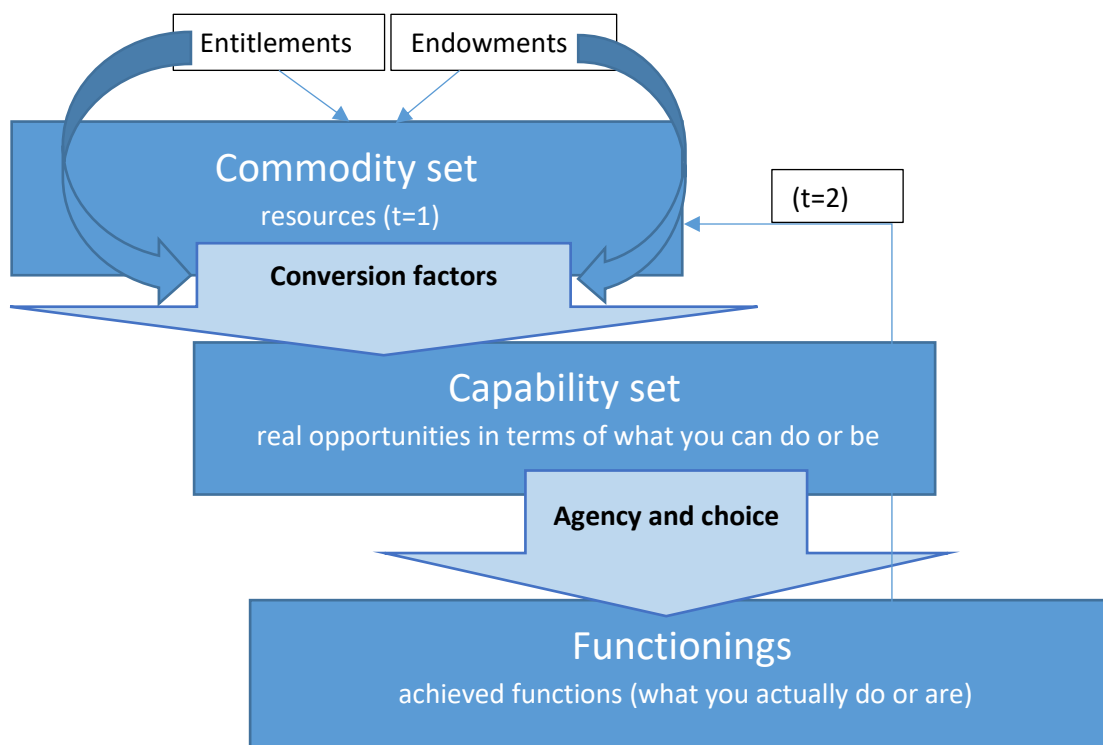 Entitlements
Endowments
Commodity set
resources (t=1)
(t=2)
Conversion factors
Capability set
real opportunities in terms of what you can do or be
Agency and choice
Functionings
achieved functions (what you actually do or are)